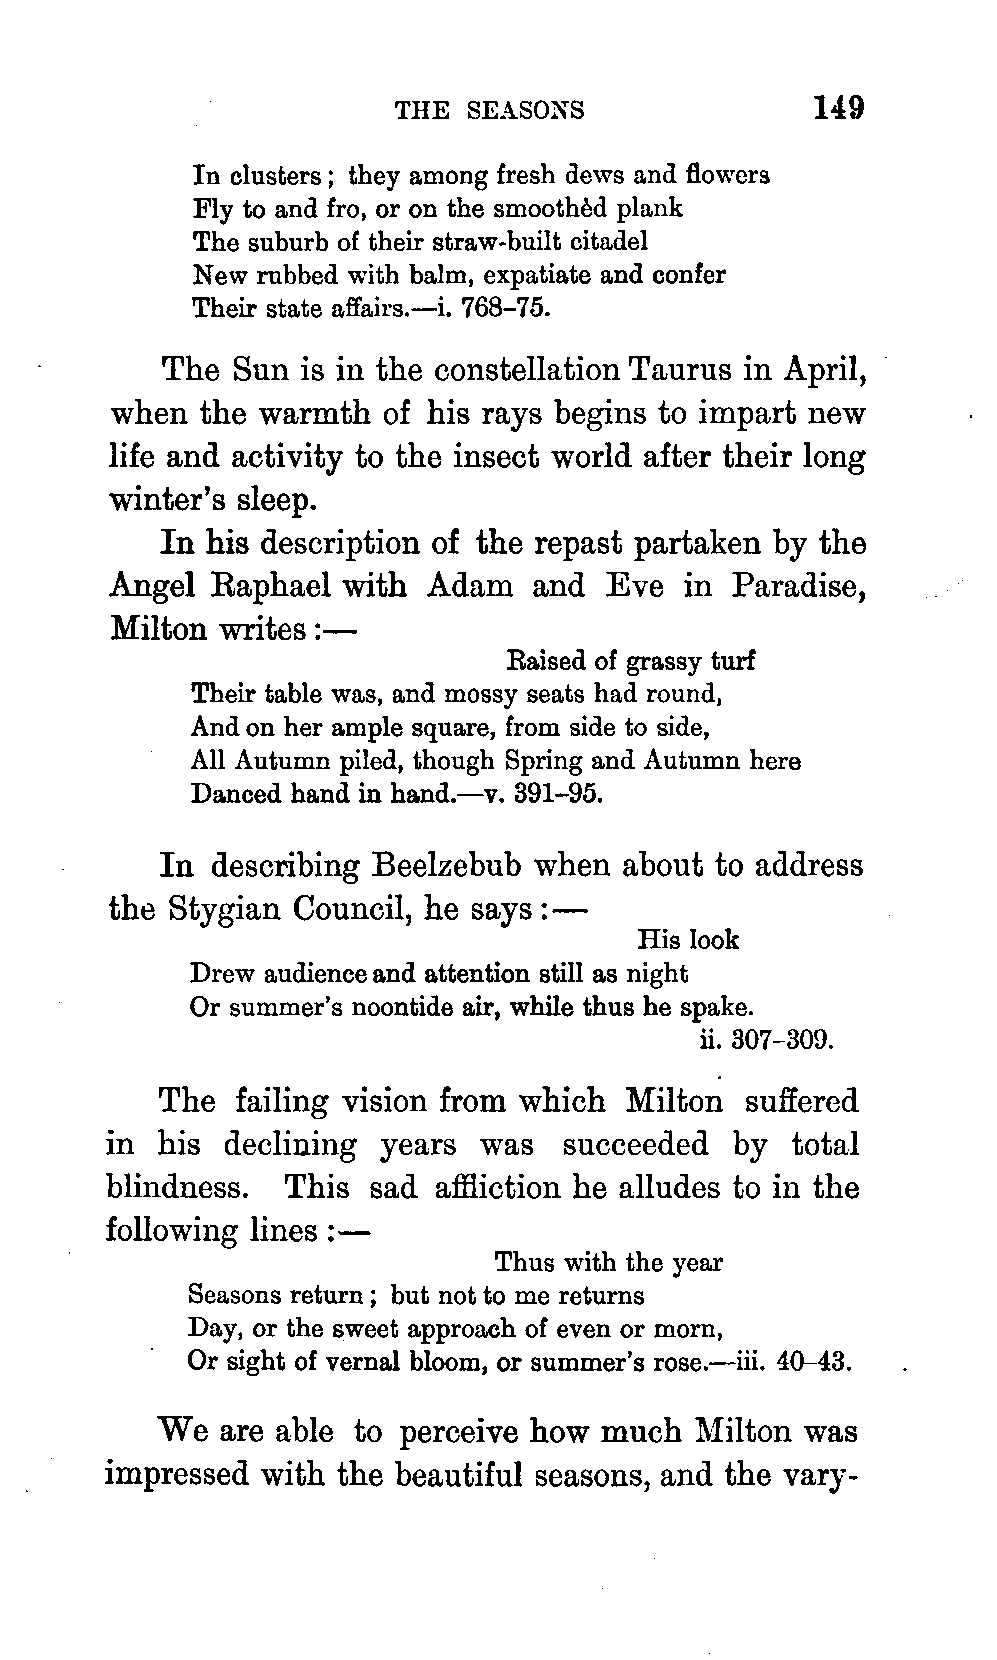 THE SEASONS 149
In clusters; they among fresh dews and flowers
Fly to and fro, or on the smoothèd plank
The suburb of their straw-built citadel
New rubbed with balm, expatiate and confer
Their state affairs.—i. 768–75.
The Sun is in the constellation Taurus in April,
when the warmth of his rays begins to impart new
life and activity to the insect world after their long
winter's sleep.
In his description of the repast partaken by the
Angel Raphael with Adam and Eve in Paradise,
Milton writes:—
Raised of grassy turf
Their table was, and mossy seats had round,
And on her ample square, from side to side,
All Autumn piled, though Spring and Autumn here
Danced hand in hand.—v. 391–95.
In describing Beelzebub when about to address
the Stygian Council, he says:—
His look
Drew audience and attention still as night
Or summer's noontide air, while thus he spake.
ii. 307–309.
The failing vision from which Milton suffered
in his declining years was succeeded by total
blindness. This sad affliction he alludes to in the
following lines:—
Thus with the year
Seasons return; but not to me returns
Day, or the sweet approach of even or morn,
Or sight of vernal bloom, or summer's rose.—iii. 40–43.
We are able to perceive how much Milton was
impressed with the beautiful seasons, and the vary-